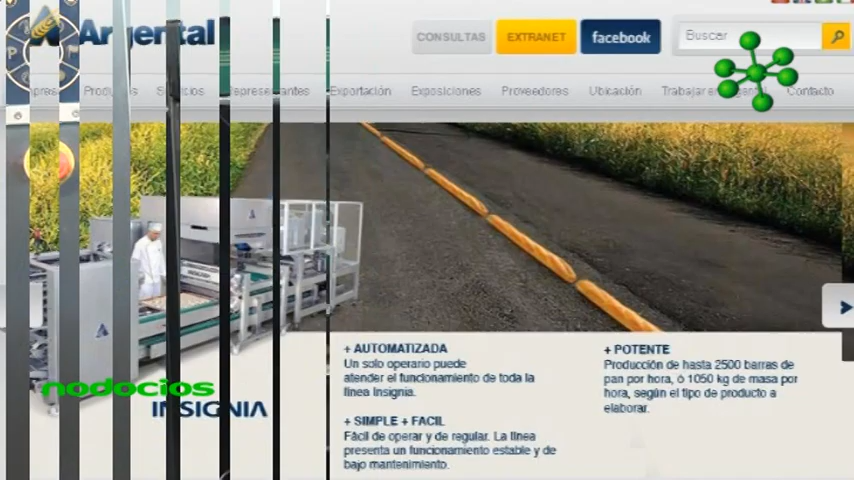 Argental
CONSULTAS
EXTRANET
facebook
Buscar
Exportación
Exposiciones
Proveedores
Ubicación
Trabajar en
Contacto
+ AUTOMATIZADA
Un solo operario puede
atender el funcionamiento de toda la
línea Insignia.
+ SIMPLE + FACIL
Fácil de operar y de regular. La línea
presenta un funcionamiento estable y de
bajo mantenimiento.
+ POTENTE
Producción de hasta 2500 barras de
pan por hora, ó 1050 kg de masa por
hora, según el tipo de producto a
elaborar.
nodocios
INSIGNIA